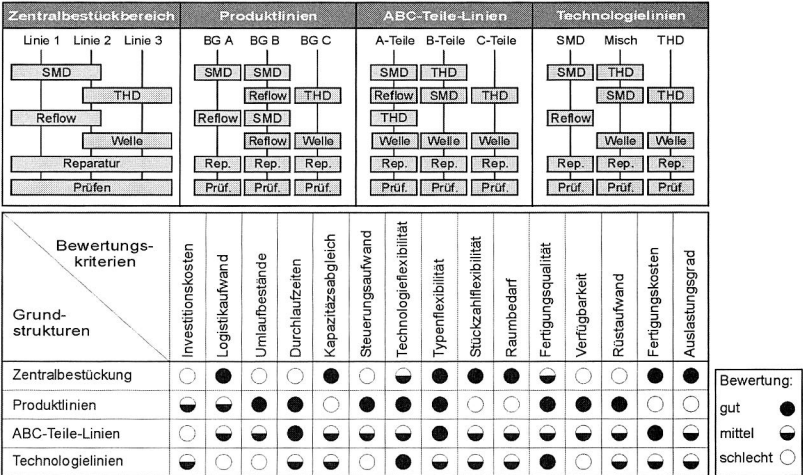 Zentralbestückbereich Produktlinien ABC-Teile-Linien Technologielinien
Linie 1 Linie 2 Linie 3 BG A BG B BG C A-Teile B-Teile C-Teile SMD Misch THD
SMD SMD SMD SMD THD SMD THD
THD Reflow THD Reflow SMD THD SMD THD
Reflow Reflow SMD THD Reflow
Welle Reflow Welle Welle Welle Welle Welle Welle
Reparatur Rep. Rep. Rep. Rep. Rep. Rep. Rep. Rep. Rep.
Prüfen Prüf. Prüf. Prüf. Prüf. Prüf. Prüf. Prüf. Prüf. Prüf.
Bewertungs-
kriterien
Grund-
strukturen
Investitionskosten
Logistikaufwand
Umlaufbestände
Durchlaufzeiten
Kapazitäzsabgleich
Steuerungsaufwand
Technologieflexibilität
Typenflexibilität
Stückzahlflexibilität
Raumbedarf
Fertigungsqualität
Verfügbarkeit
Rüstaufwand
Fertigungskosten
Auslastungsgrad
Zentralbestückung
Produktlinien
ABC-Teile-Linien
Technologielinien
Bewertung:
gut
mittel
schlecht